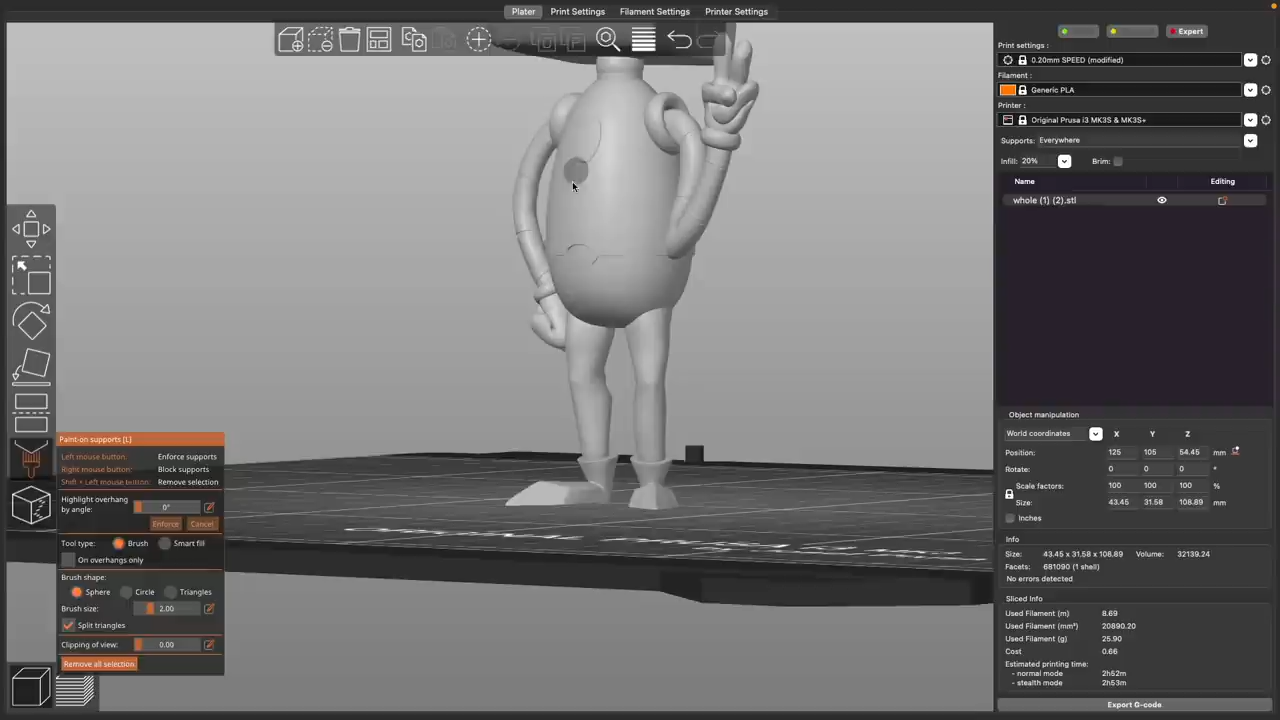 Plater Print Settings Filament Settings Printer Settings
Expert
Print settings :
0.20mm SPEED (modified)
Filament :
Generic PLA
Printer :
Original Prusa i3 MK3S & MK3S+
Supports: Everywhere
Infill: 20% Brim:
Name Editing
whole (1) (2).stl
Object manipulation
World coordinates X Y Z
Position: 125 105 54.45 mm
Rotate: 0 0 0 °
Scale factors: 100 100 100 %
Size: 43.45 31.58 108.89 mm
Inches
Info
Size: 43.45 x 31.58 x 108.89 Volume: 32139.24
Facets: 681090 (1 shell)
No errors detected
Sliced Info
Used Filament (m) 8.69
Used Filament (mm³) 20890.20
Used Filament (g) 25.90
Cost 0.66
Estimated printing time:
- normal mode 2h52m
- stealth mode 2h53m
Export G-code
Paint-on supports [L]
Left mouse button: Enforce supports
Right mouse button: Block supports
Shift + Left mouse button: Remove selection
Highlight overhang
by angle: 0°
Enforce Cancel
Tool type: Brush Smart fill
On overhangs only
Brush shape:
Sphere Circle Triangles
Brush size: 2.00
Split triangles
Clipping of view: 0.00
Remove all selection